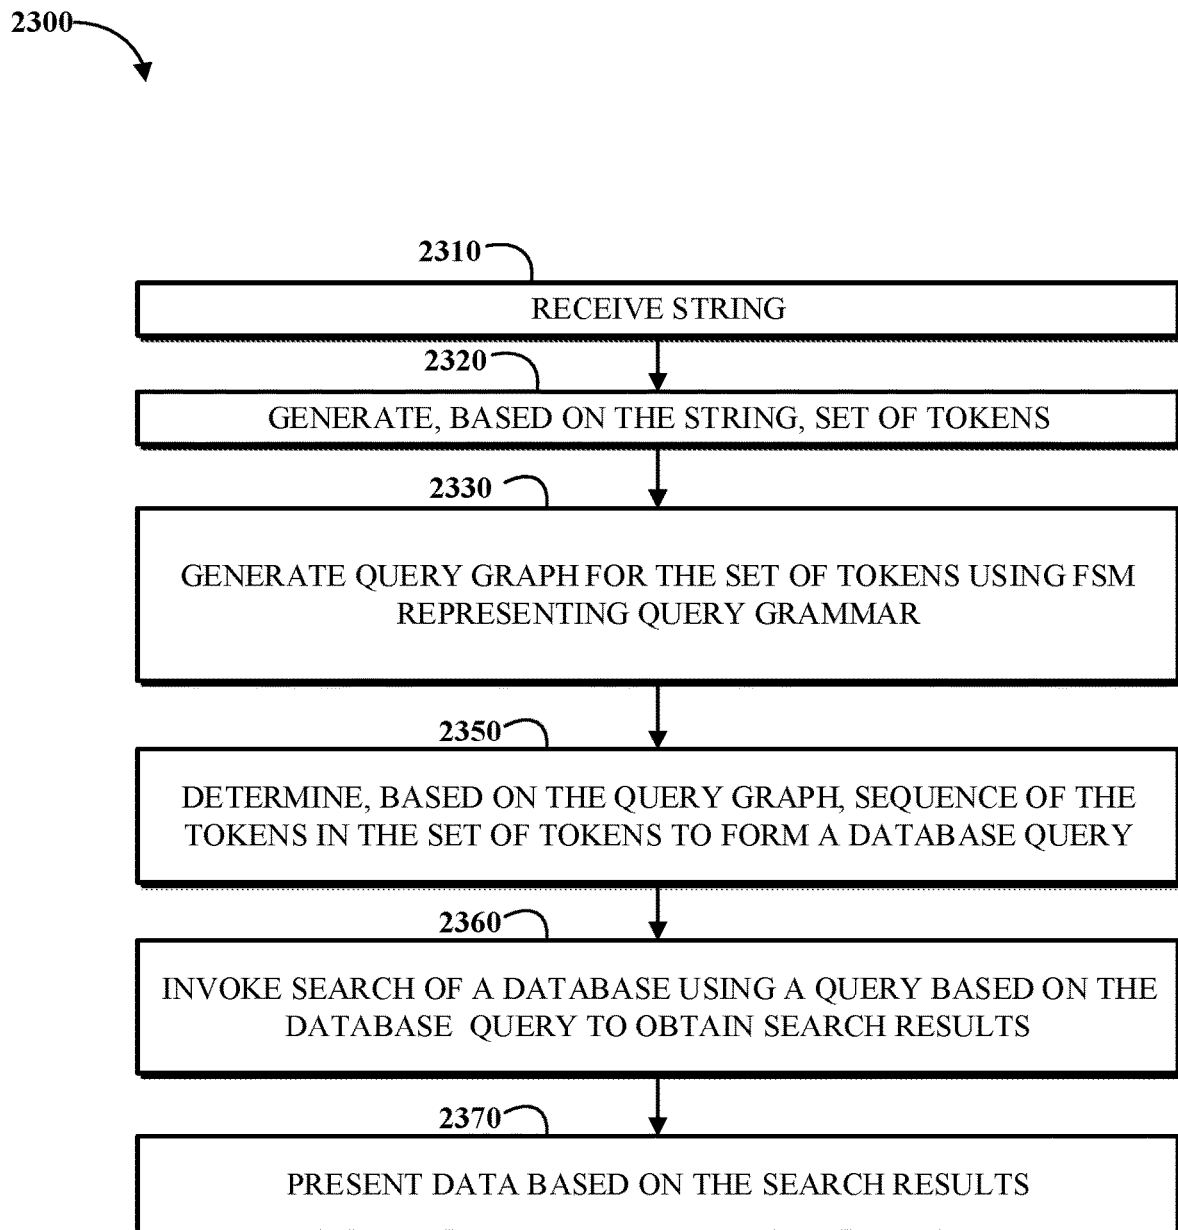 2300
2310
RECEIVE STRING
2320
GENERATE, BASED ON THE STRING, SET OF TOKENS
2330
GENERATE QUERY GRAPH FOR THE SET OF TOKENS USING FSM
REPRESENTING QUERY GRAMMAR
2350
DETERMINE, BASED ON THE QUERY GRAPH, SEQUENCE OF THE
TOKENS IN THE SET OF TOKENS TO FORM A DATABASE QUERY
2360
INVOKE SEARCH OF A DATABASE USING A QUERY BASED ON THE
DATABASE QUERY TO OBTAIN SEARCH RESULTS
2370
PRESENT DATA BASED ON THE SEARCH RESULTS